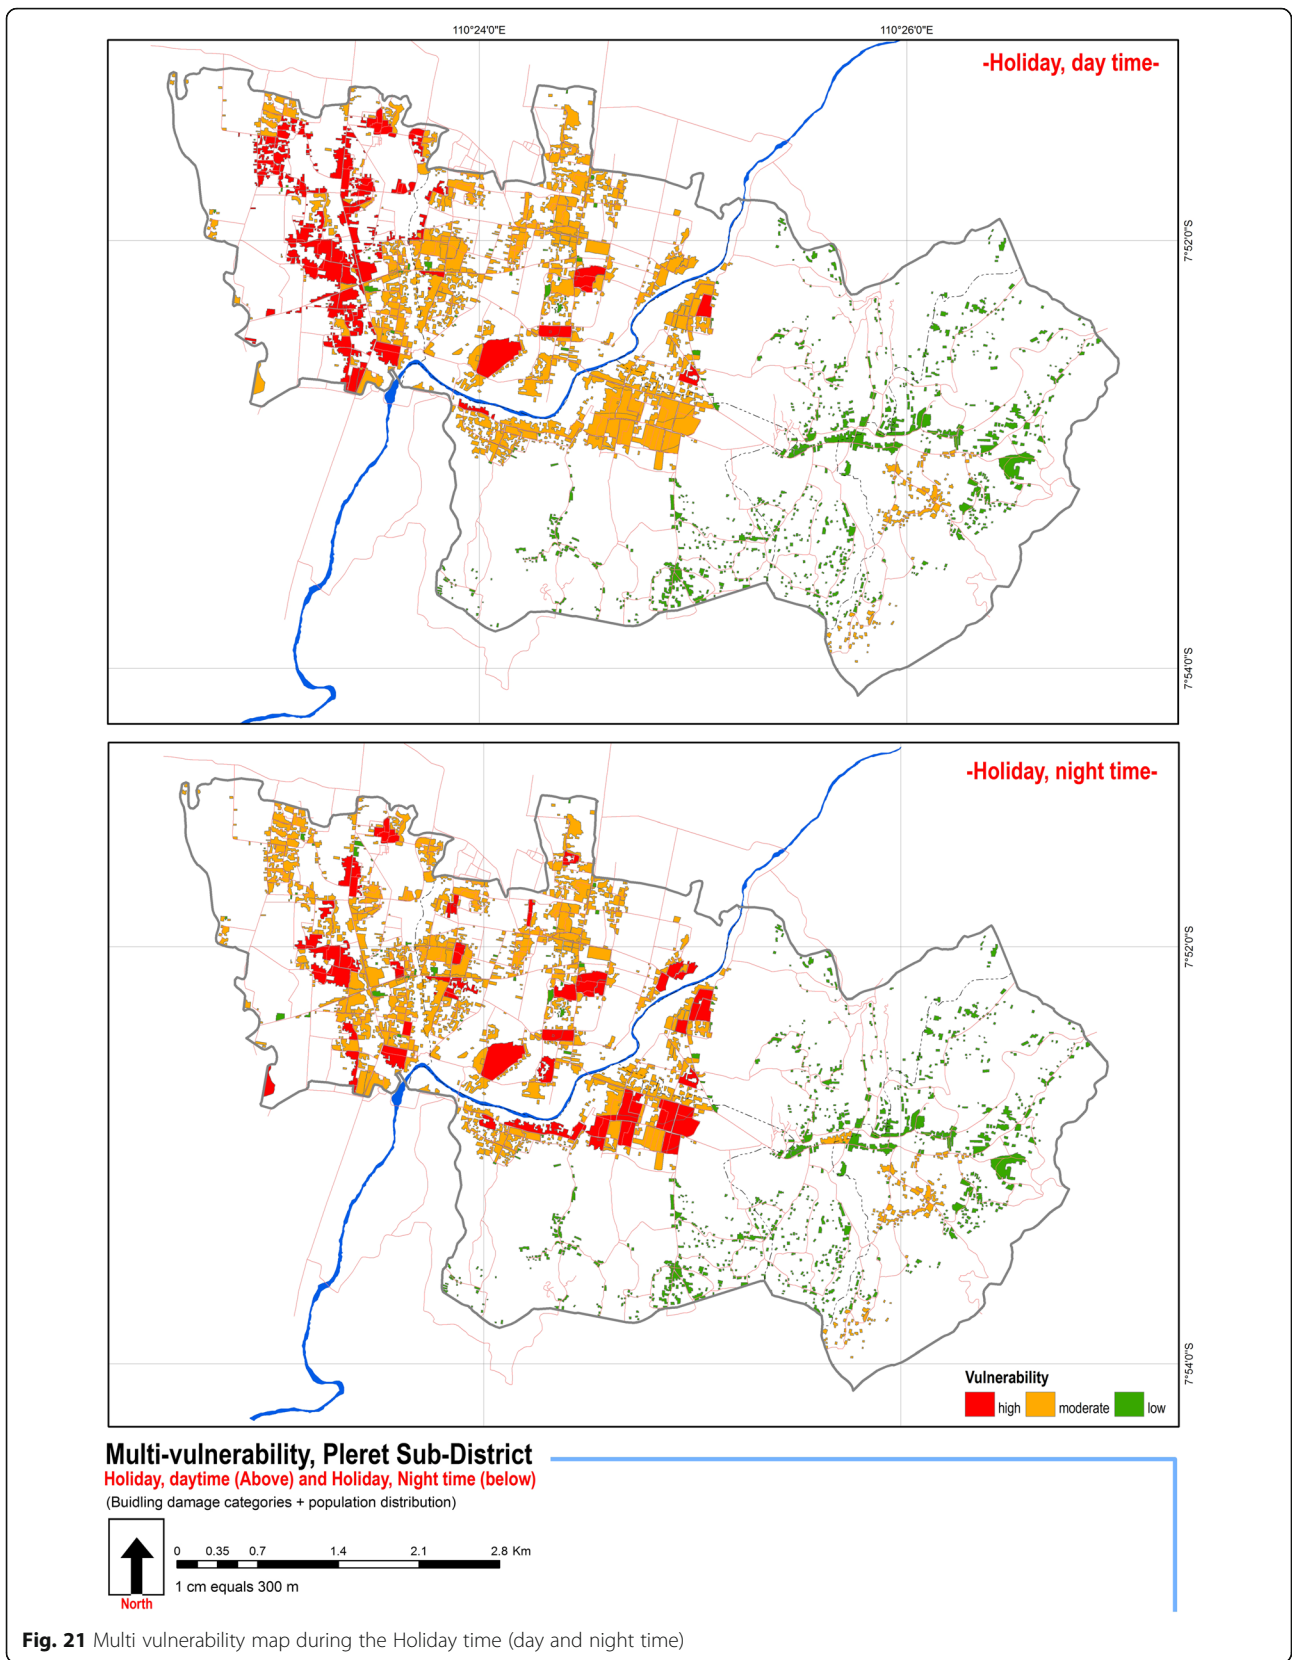 110°24'0"E
110°26'0"E
-Holiday, day time-
7°52'0"S
7°54'0"S
-Holiday, night time-
7°52'0"S
7°54'0"S
Vulnerability
high
moderate
low
Multi-vulnerability, Pleret Sub-District
Holiday, daytime (Above) and Holiday, Night time (below)
(Buidling damage categories + population distribution)
0 0.35 0.7 1.4 2.1 2.8 Km
1 cm equals 300 m
North
Fig. 21 Multi vulnerability map during the Holiday time (day and night time)